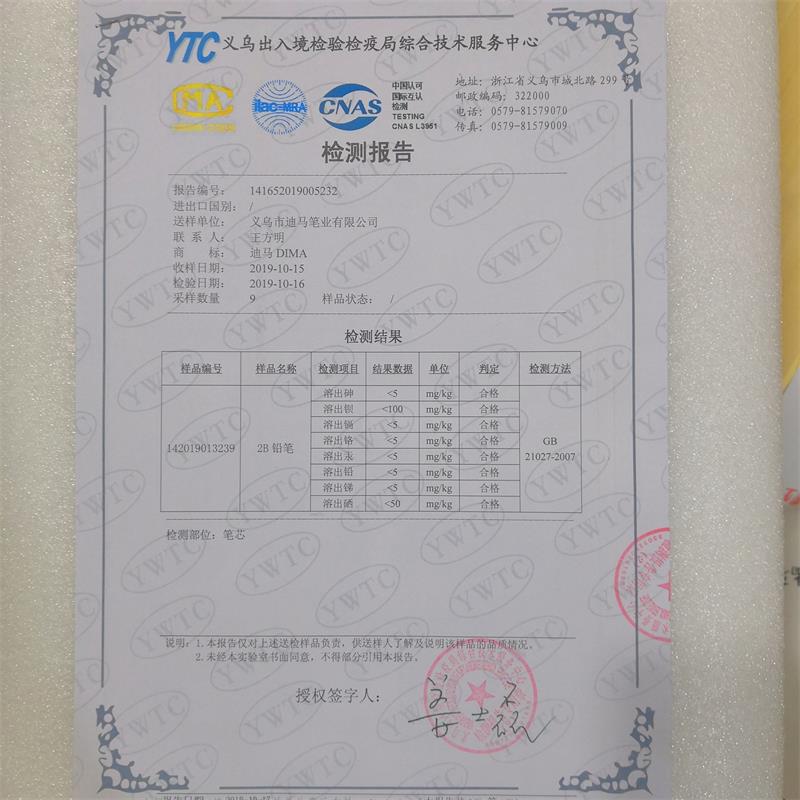 YTC 义乌出入境检验检疫局综合技术服务中心
MA
ilac-MRA
CNAS
中国认可
国际互认
检测
TESTING
CNAS L3951
地址: 浙江省义乌市城北路 299 号
邮政编码: 322000
电话: 0579-81579070
传真: 0579-81579009
检测报告
报告编号: 141652019005232
进出口国别: /
送样单位: 义乌市迪马笔业有限公司
联 系 人: 王方明
商 标: 迪马 DIMA
收样日期: 2019-10-15
检验日期: 2019-10-16
采样数量 9 样品状态: /
检测结果
样品编号 样品名称 检测项目 结果数据 单位 判定 检测方法
溶出砷 <5 mg/kg 合格
溶出钡 <100 mg/kg 合格
溶出镉 <5 mg/kg 合格
溶出铬 <5 mg/kg 合格
142019013239 2B 铅笔 GB 21027-2007
溶出汞 <5 mg/kg 合格
溶出铅 <5 mg/kg 合格
溶出锑 <5 mg/kg 合格
溶出硒 <50 mg/kg 合格
检测部位: 笔芯
说明: 1.本报告仅对上述送检样品负责，供送样人了解及说明该样品的品质情况。
2.未经本实验室书面同意，不得部分引用本报告。
授权签字人:
YWTC